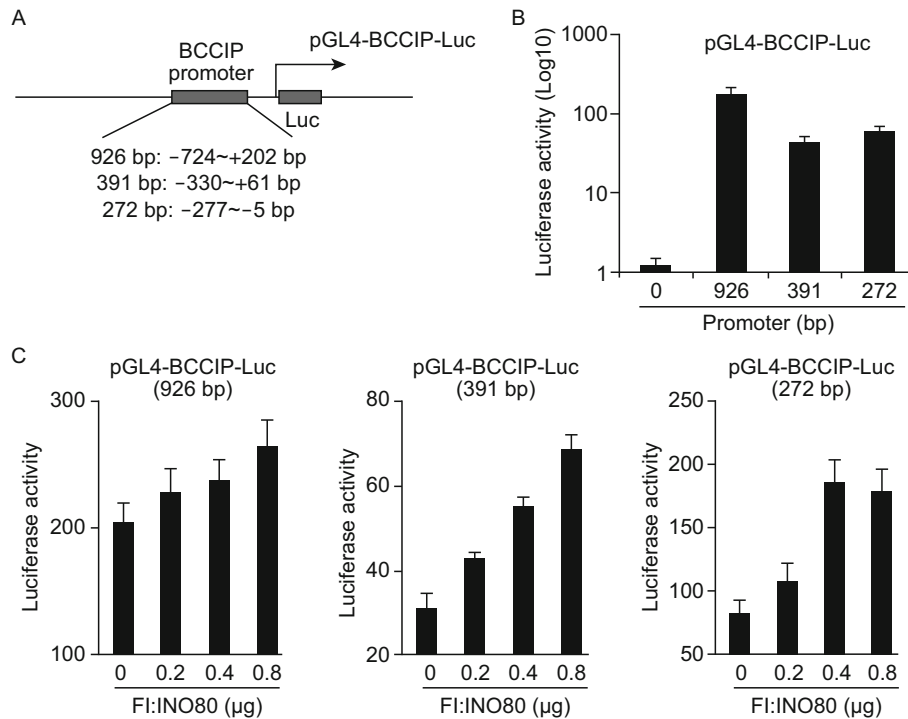 A
BCCIP
promoter
pGL4-BCCIP-Luc
Luc
926 bp: −724~+202 bp
391 bp: −330~+61 bp
272 bp: −277~−5 bp
B
pGL4-BCCIP-Luc
Luciferase activity (Log10)
1000
100
10
1
0 926 391 272
Promoter (bp)
C
pGL4-BCCIP-Luc
(926 bp)
Luciferase activity
300
200
100
0 0.2 0.4 0.8
FI:INO80 (μg)
pGL4-BCCIP-Luc
(391 bp)
Luciferase activity
80
60
40
20
0 0.2 0.4 0.8
FI:INO80 (μg)
pGL4-BCCIP-Luc
(272 bp)
Luciferase activity
250
200
150
100
50
0 0.2 0.4 0.8
FI:INO80 (μg)